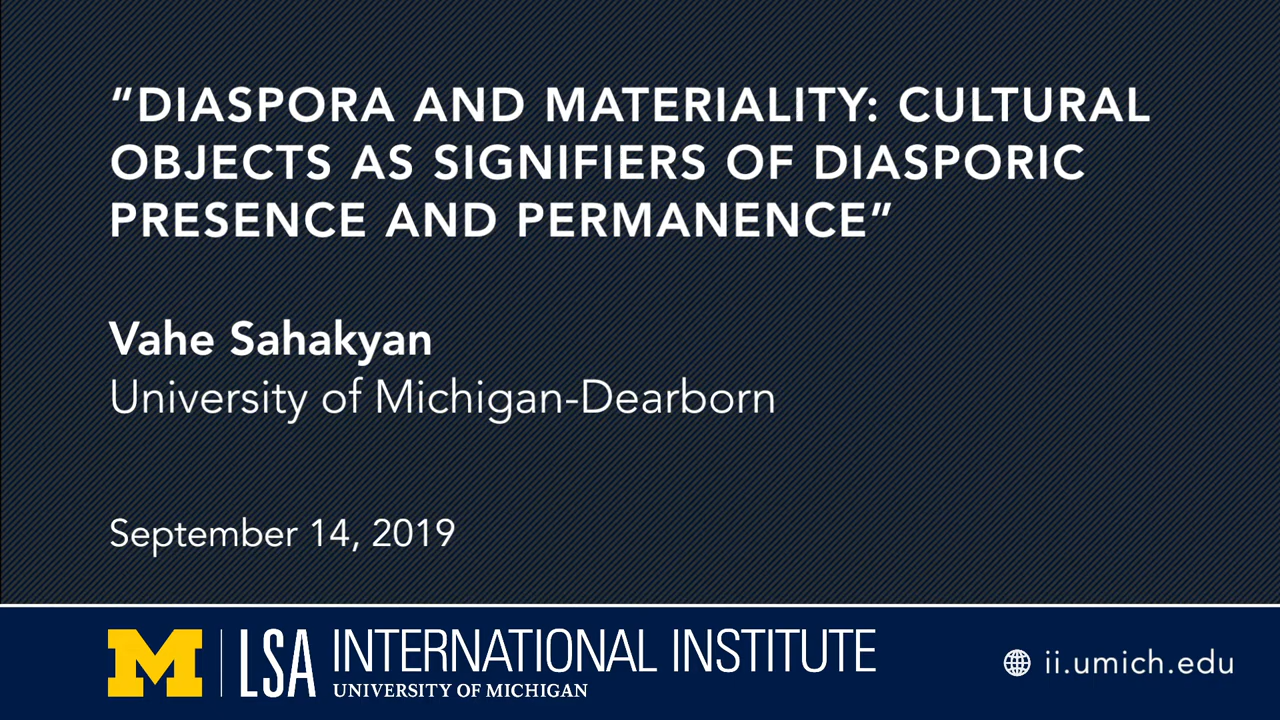 “DIASPORA AND MATERIALITY: CULTURAL
OBJECTS AS SIGNIFIERS OF DIASPORIC
PRESENCE AND PERMANENCE”
Vahe Sahakyan
University of Michigan-Dearborn
September 14, 2019
M LSA INTERNATIONAL INSTITUTE
UNIVERSITY OF MICHIGAN
ii.umich.edu